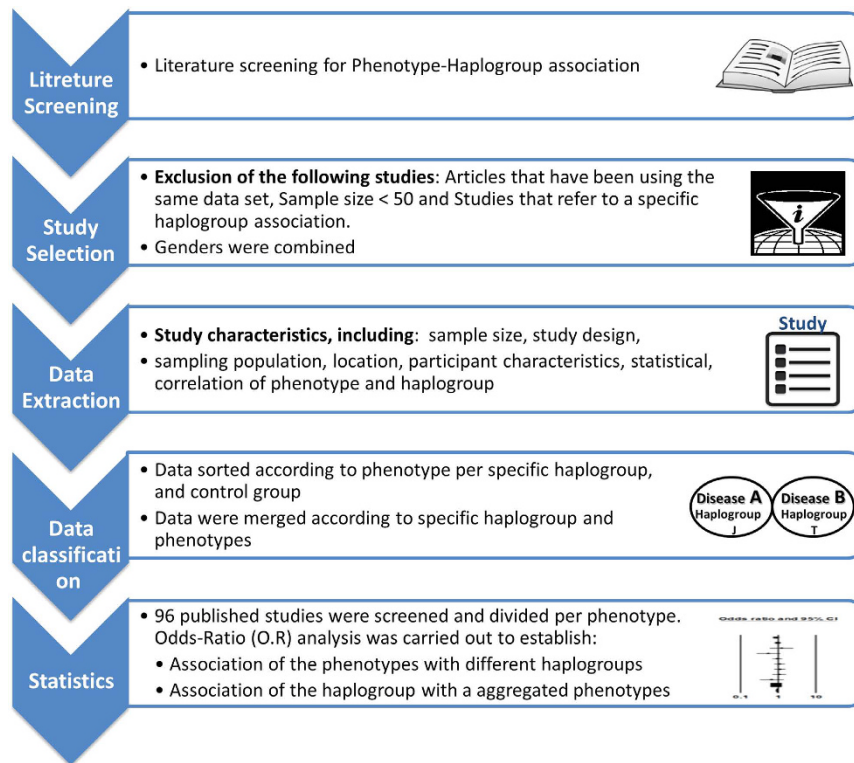 Litreture
Screening
• Literature screening for Phenotype-Haplogroup association
Study
Selection
• Exclusion of the following studies: Articles that have been using the
same data set, Sample size < 50 and Studies that refer to a specific
haplogroup association.
• Genders were combined
i
Data
Extraction
• Study characteristics, including: sample size, study design,
• sampling population, location, participant characteristics, statistical,
correlation of phenotype and haplogroup
Study
Data
classificati
on
• Data sorted according to phenotype per specific haplogroup,
and control group
• Data were merged according to specific haplogroup and
phenotypes
Disease A
Haplogroup
J
Disease B
Haplogroup
T
Statistics
• 96 published studies were screened and divided per phenotype.
Odds-Ratio (O.R) analysis was carried out to establish:
• Association of the phenotypes with different haplogroups
• Association of the haplogroup with a aggregated phenotypes
Odds ratio and 95% CI
0.1 1 10